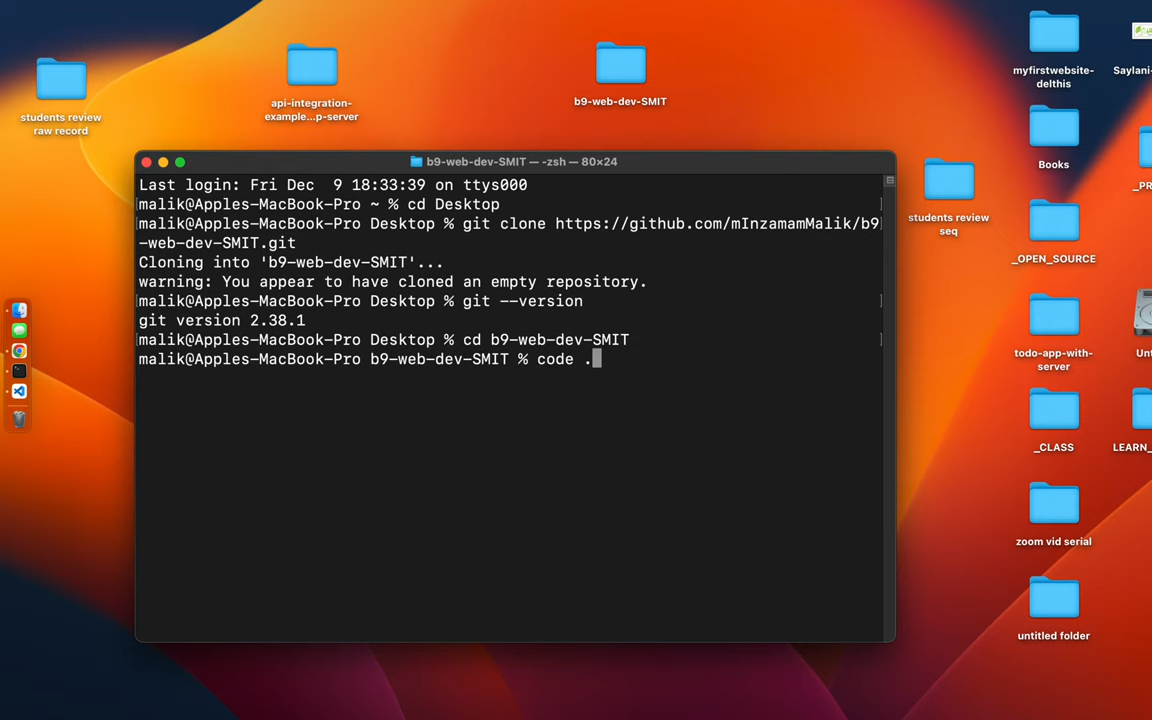 students review
raw record
api-integration-
example...p-server
b9-web-dev-SMIT
myfirstwebsite-
delthis
Saylani-
Books
_PR
students review
seq
_OPEN_SOURCE
todo-app-with-
server
Unt
_CLASS
LEARN_
zoom vid serial
untitled folder
b9-web-dev-SMIT — -zsh — 80×24
Last login: Fri Dec  9 18:33:39 on ttys000
malik@Apples-MacBook-Pro ~ % cd Desktop
malik@Apples-MacBook-Pro Desktop % git clone https://github.com/mInzamamMalik/b9
-web-dev-SMIT.git
Cloning into 'b9-web-dev-SMIT'...
warning: You appear to have cloned an empty repository.
malik@Apples-MacBook-Pro Desktop % git --version
git version 2.38.1
malik@Apples-MacBook-Pro Desktop % cd b9-web-dev-SMIT
malik@Apples-MacBook-Pro b9-web-dev-SMIT % code .